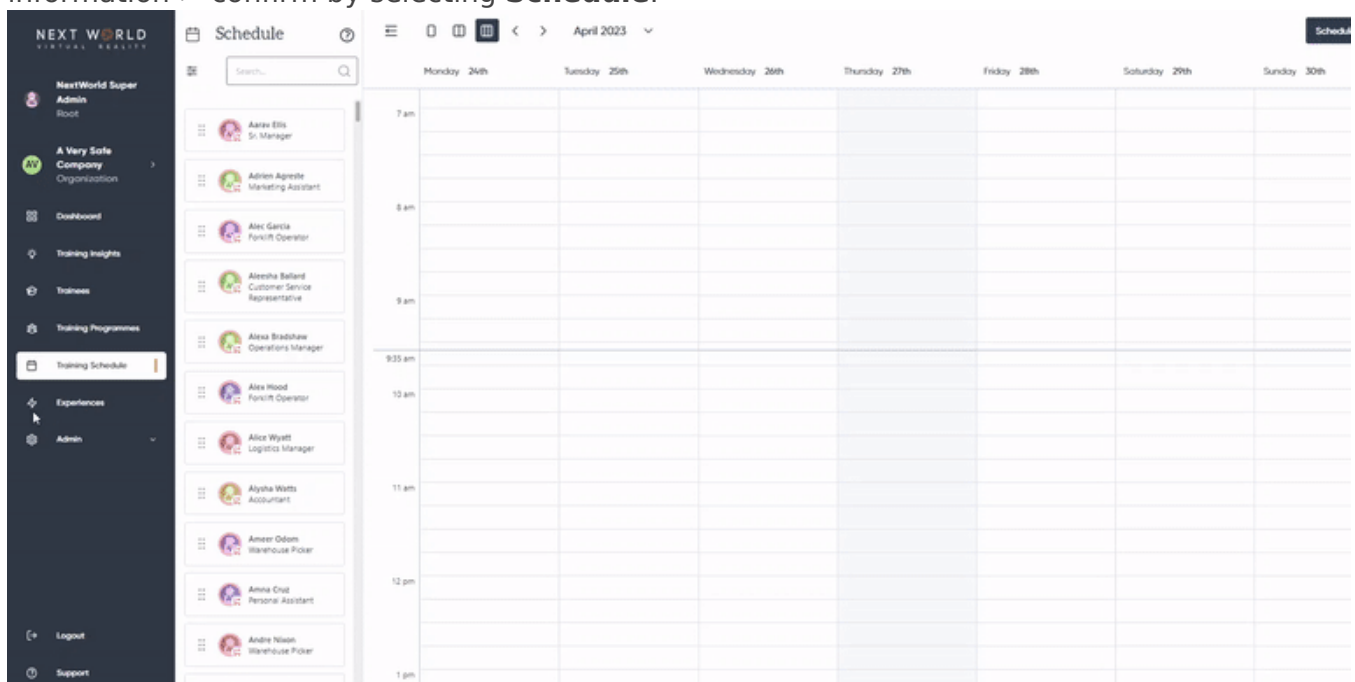 information > confirm by selecting Schedule.
NEXT WORLD
VIRTUAL REALITY
NextWorld Super
Admin
Root
AV
A Very Safe
Company
Organization
Dashboard
Training Insights
Trainees
Training Programmes
Training Schedule
Experiences
Admin
Logout
Support
Schedule
Search...
Aarav Ellis
Sr. Manager
Adrien Agreste
Marketing Assistant
Alec Garcia
Forklift Operator
Aleesha Ballard
Customer Service
Representative
Alexa Bradshaw
Operations Manager
Alex Hood
Forklift Operator
Alice Wyatt
Logistics Manager
Alysha Watts
Accountant
Ameer Odom
Warehouse Picker
Amna Cruz
Personal Assistant
Andre Nixon
Warehouse Picker
April 2023
Schedul
Monday 24th Tuesday 25th Wednesday 26th Thursday 27th Friday 28th Saturday 29th Sunday 30th
7 am
8 am
9 am
9:35 am
10 am
11 am
12 pm
1 pm